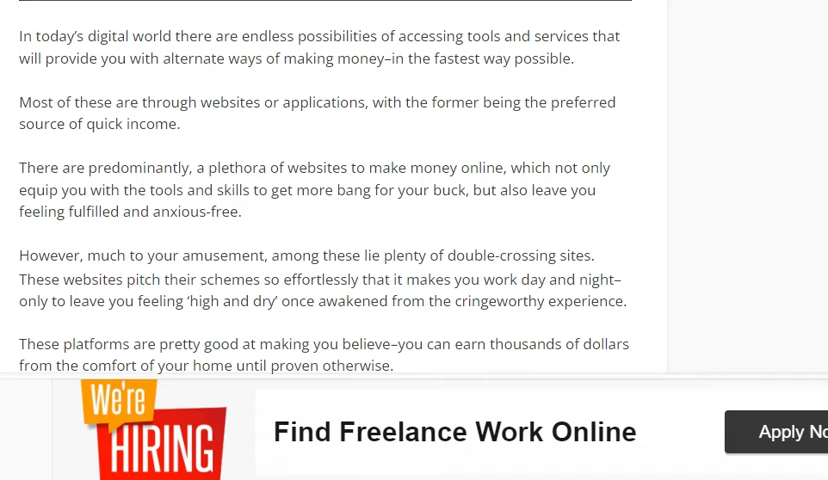 In today's digital world there are endless possibilities of accessing tools and services that
will provide you with alternate ways of making money–in the fastest way possible.
Most of these are through websites or applications, with the former being the preferred
source of quick income.
There are predominantly, a plethora of websites to make money online, which not only
equip you with the tools and skills to get more bang for your buck, but also leave you
feeling fulfilled and anxious-free.
However, much to your amusement, among these lie plenty of double-crossing sites.
These websites pitch their schemes so effortlessly that it makes you work day and night–
only to leave you feeling ‘high and dry’ once awakened from the cringeworthy experience.
These platforms are pretty good at making you believe–you can earn thousands of dollars
from the comfort of your home until proven otherwise.
We're
HIRING
Find Freelance Work Online
Apply No